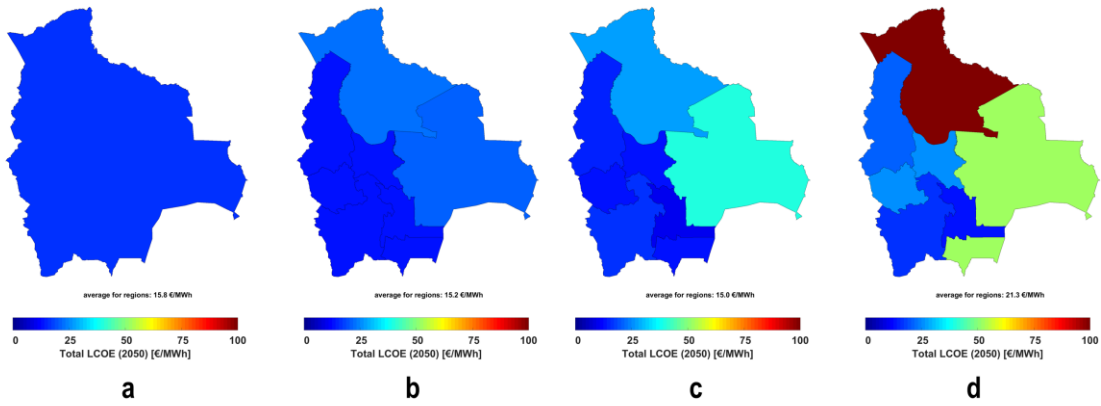 average for regions: 15.8 €/MWh
average for regions: 15.2 €/MWh
average for regions: 15.0 €/MWh
average for regions: 21.3 €/MWh
0 25 50 75 100
0 25 50 75 100
0 25 50 75 100
0 25 50 75 100
Total LCOE (2050) [€/MWh]
Total LCOE (2050) [€/MWh]
Total LCOE (2050) [€/MWh]
Total LCOE (2050) [€/MWh]
a
b
c
d